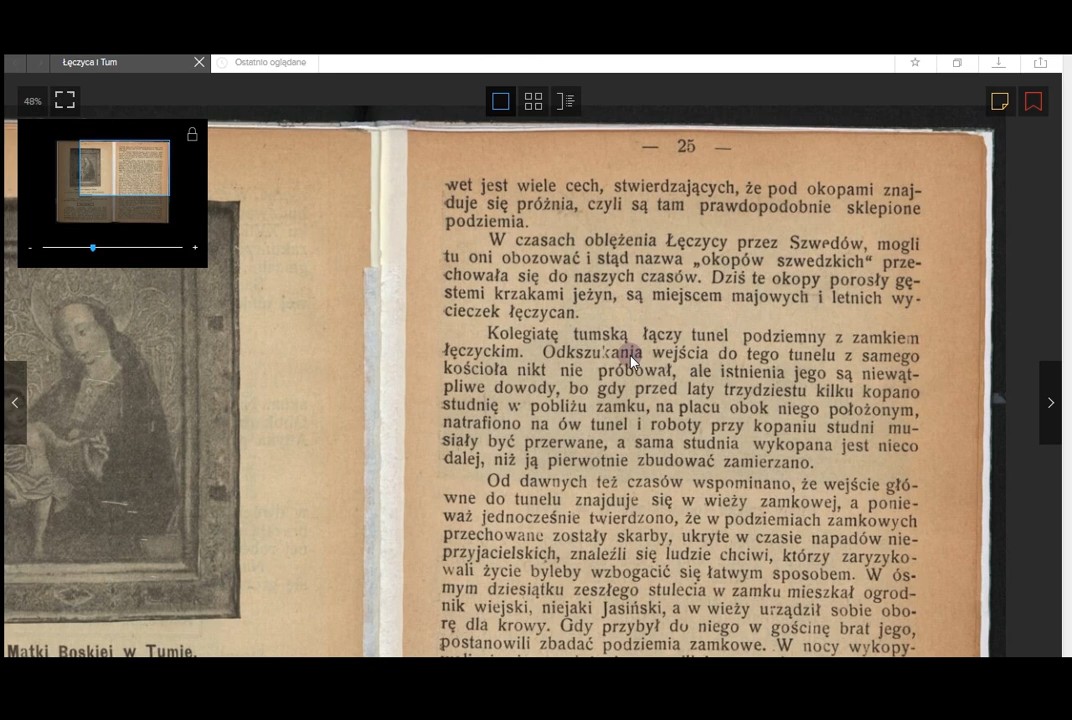 Łęczyca i Tum
Ostatnio oglądane
48%
-
+
— 25 —
wet jest wiele cech, stwierdzających, że pod okopami znaj-
duje się próżnia, czyli są tam prawdopodobnie sklepione
podziemia.
W czasach oblężenia Łęczycy przez Szwedów, mogli
tu oni obozować i stąd nazwa „okopów szwedzkich” prze-
chowała się do naszych czasów. Dziś te okopy porosły gę-
stemi krzakami jeżyn, są miejscem majowych i letnich wy-
cieczek łęczycan.
Kolegiatę tumską łączy tunel podziemny z zamkiem
łęczyckim. Odkszukania wejścia do tego tunelu z samego
kościoła nikt nie próbował, ale istnienia jego są niewąt-
pliwe dowody, bo gdy przed laty trzydziestu kilku kopano
studnię w pobliżu zamku, na placu obok niego położonym,
natrafiono na ów tunel i roboty przy kopaniu studni mu-
siały być przerwane, a sama studnia wykopana jest nieco
dalej, niż ją pierwotnie zbudować zamierzano.
Od dawnych też czasów wspominano, że wejście głó-
wne do tunelu znajduje się w wieży zamkowej, a ponie-
waż jednocześnie twierdzono, że w podziemiach zamkowych
przechowane zostały skarby, ukryte w czasie napadów nie-
przyjacielskich, znaleźli się ludzie chciwi, którzy zaryzyko-
wali życie byleby wzbogacić się łatwym sposobem. W ós-
mym dziesiątku zeszłego stulecia w zamku mieszkał ogrod-
nik wiejski, niejaki Jasiński, a w wieży urządził sobie obo-
rę dla krowy. Gdy przybył do niego w gościnę brat jego,
postanowili zbadać podziemia zamkowe. W nocy wykopy-
Matki Boskiej w Tumie.